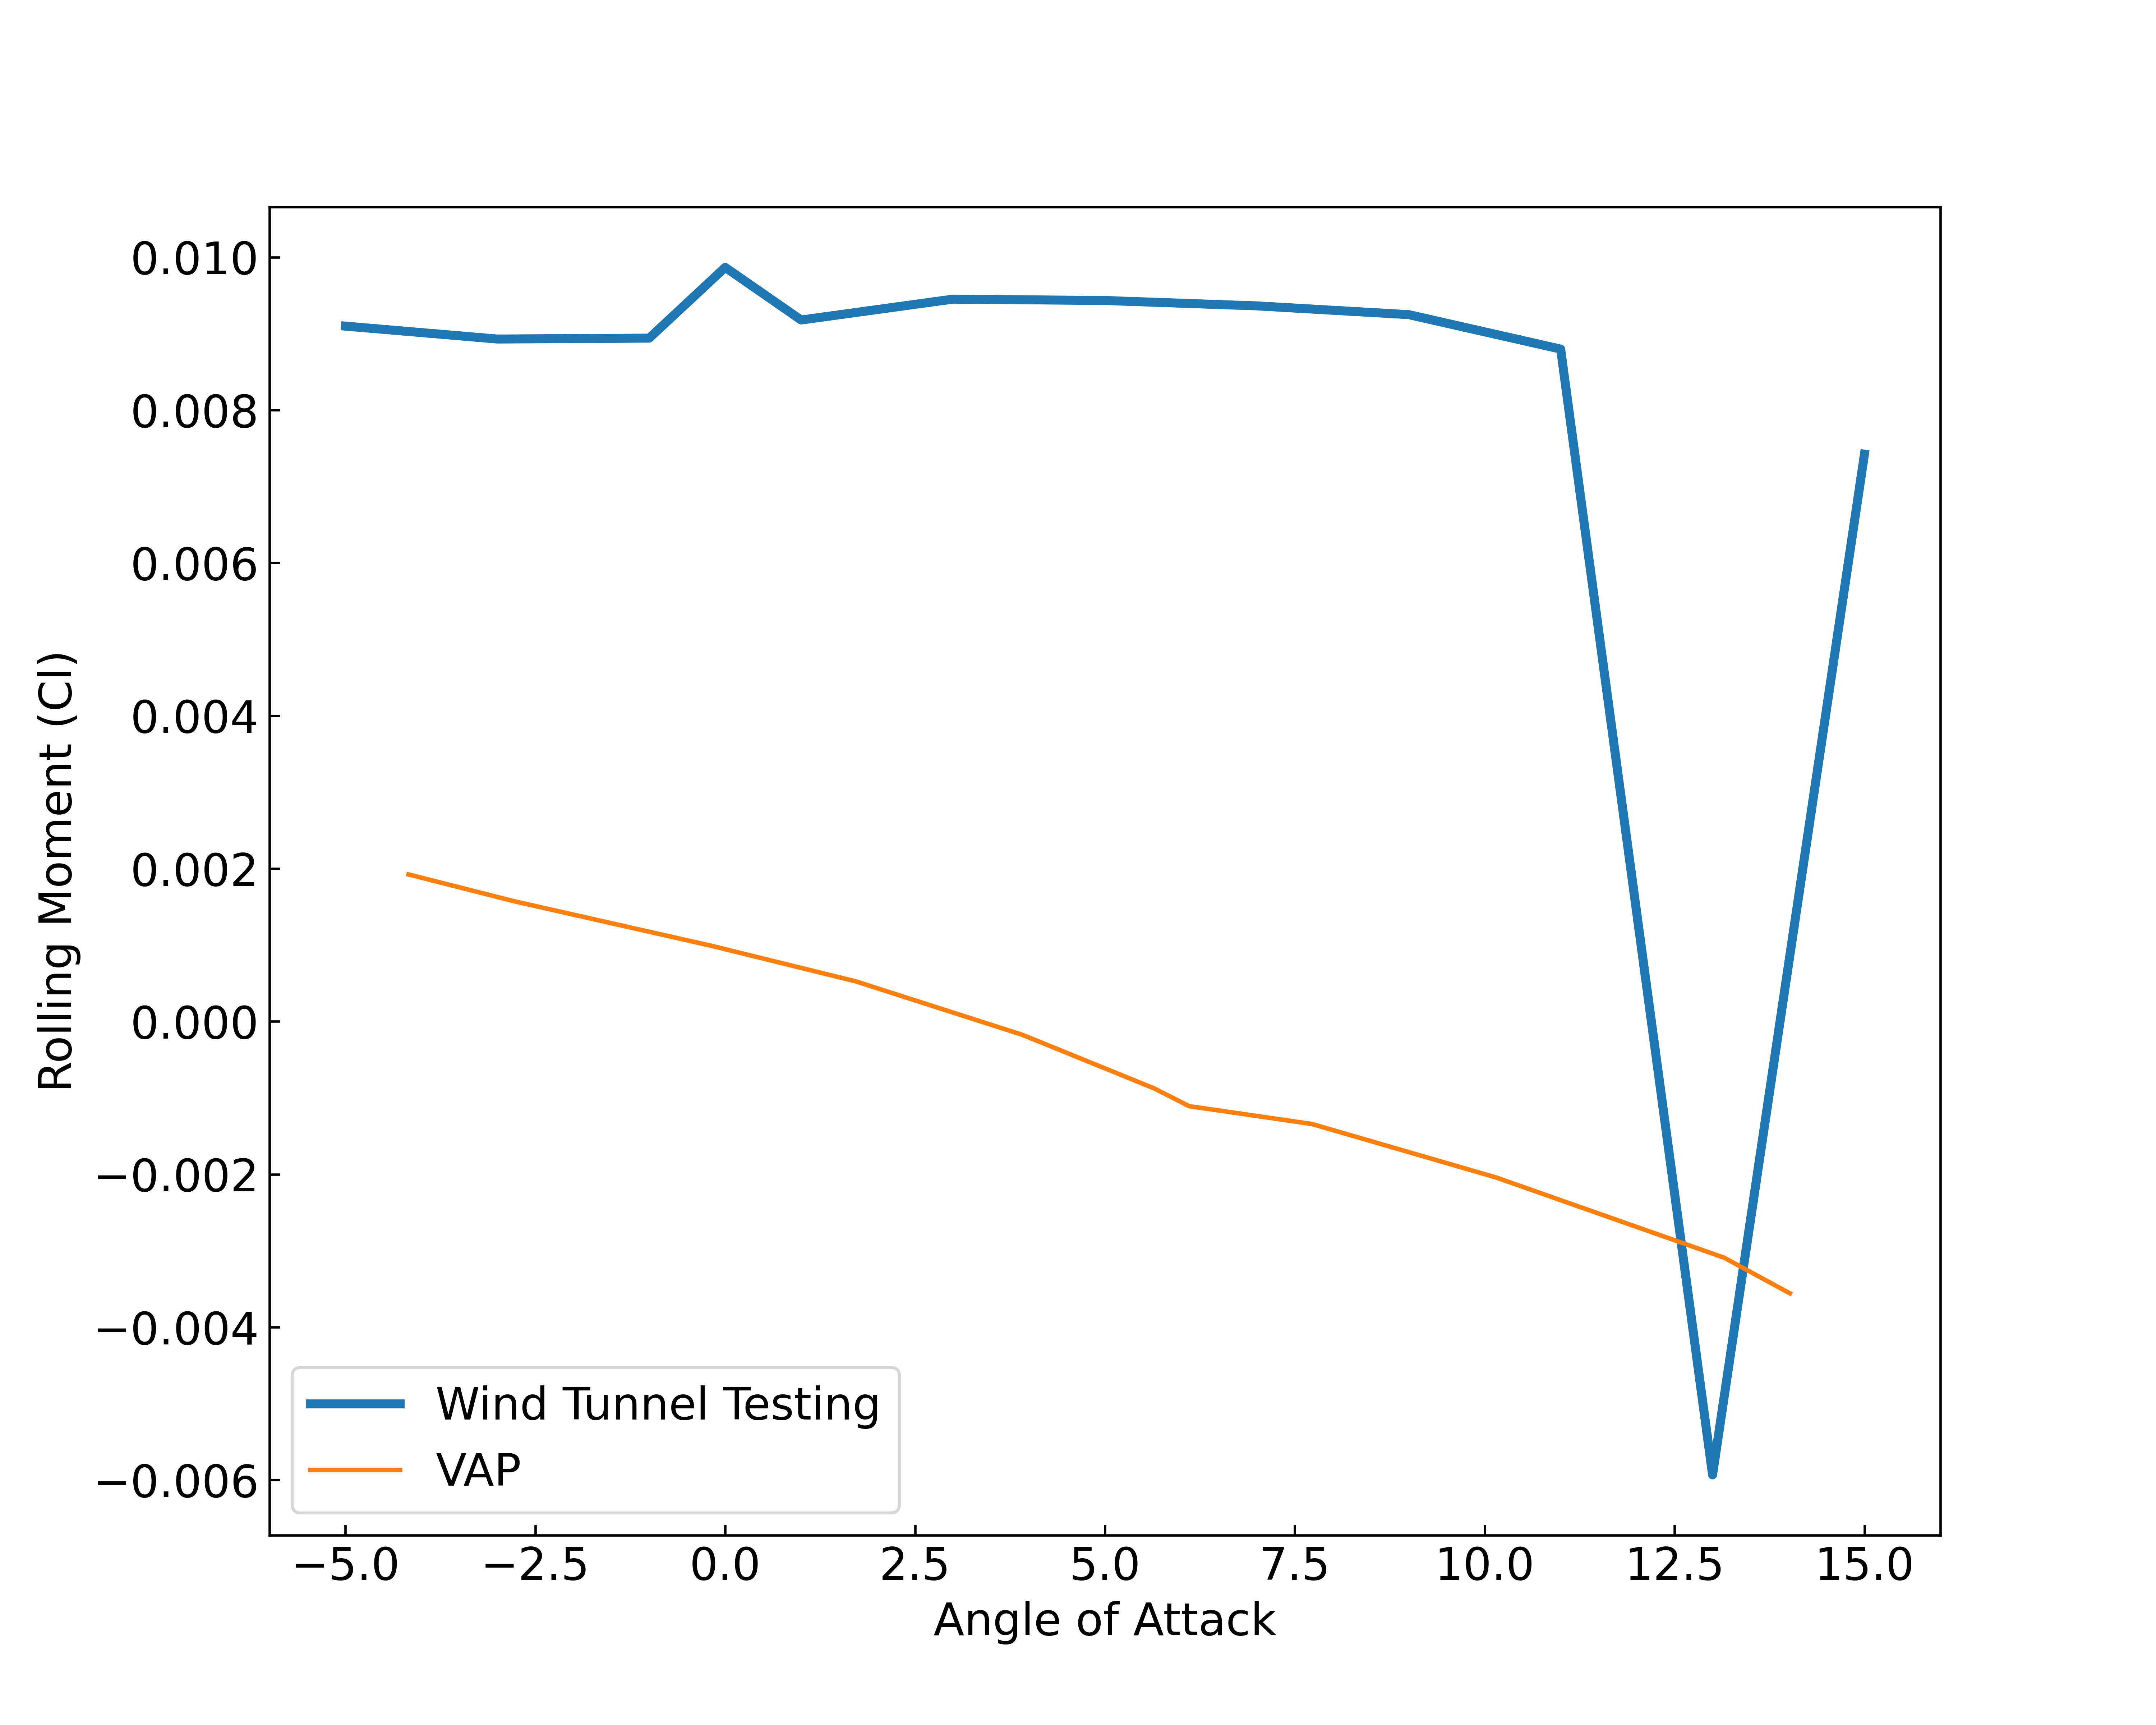 0.010
0.008
0.006
0.004
0.002
0.000
−0.002
−0.004
−0.006
Rolling Moment (Cl)
Wind Tunnel Testing
VAP
−5.0 −2.5 0.0 2.5 5.0 7.5 10.0 12.5 15.0
Angle of Attack